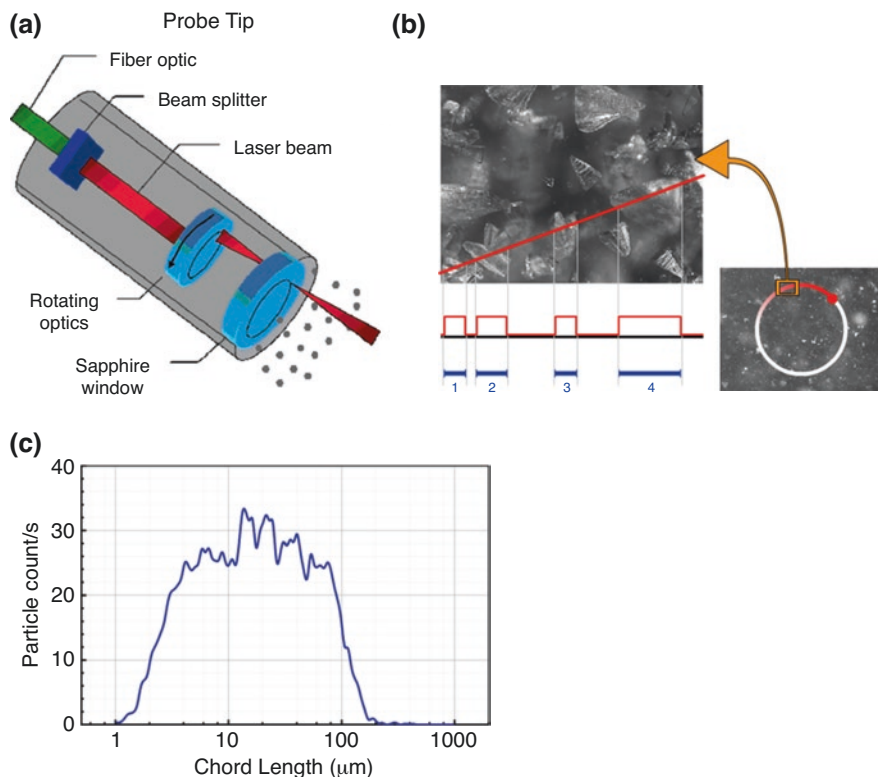 (a)
Probe Tip
Fiber optic
Beam splitter
Laser beam
Rotating
optics
Sapphire
window
(b)
1 2 3 4
(c)
Particle count/s
40
30
20
10
0
1 10 100 1000
Chord Length (μm)